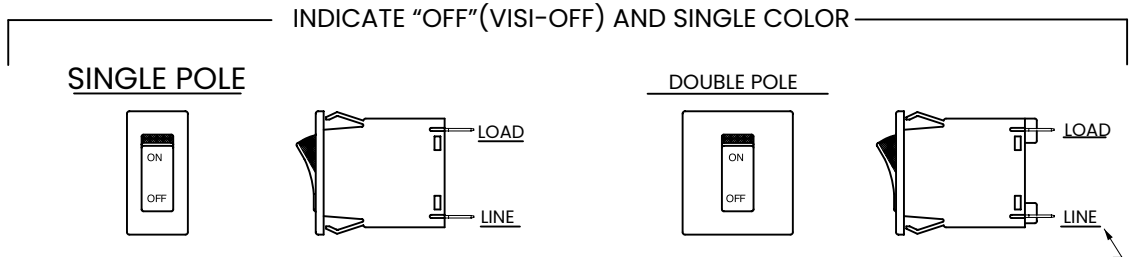 INDICATE “OFF”(VISI-OFF) AND SINGLE COLOR
SINGLE POLE
ON
OFF
LOAD
LINE
DOUBLE POLE
ON
OFF
LOAD
LINE